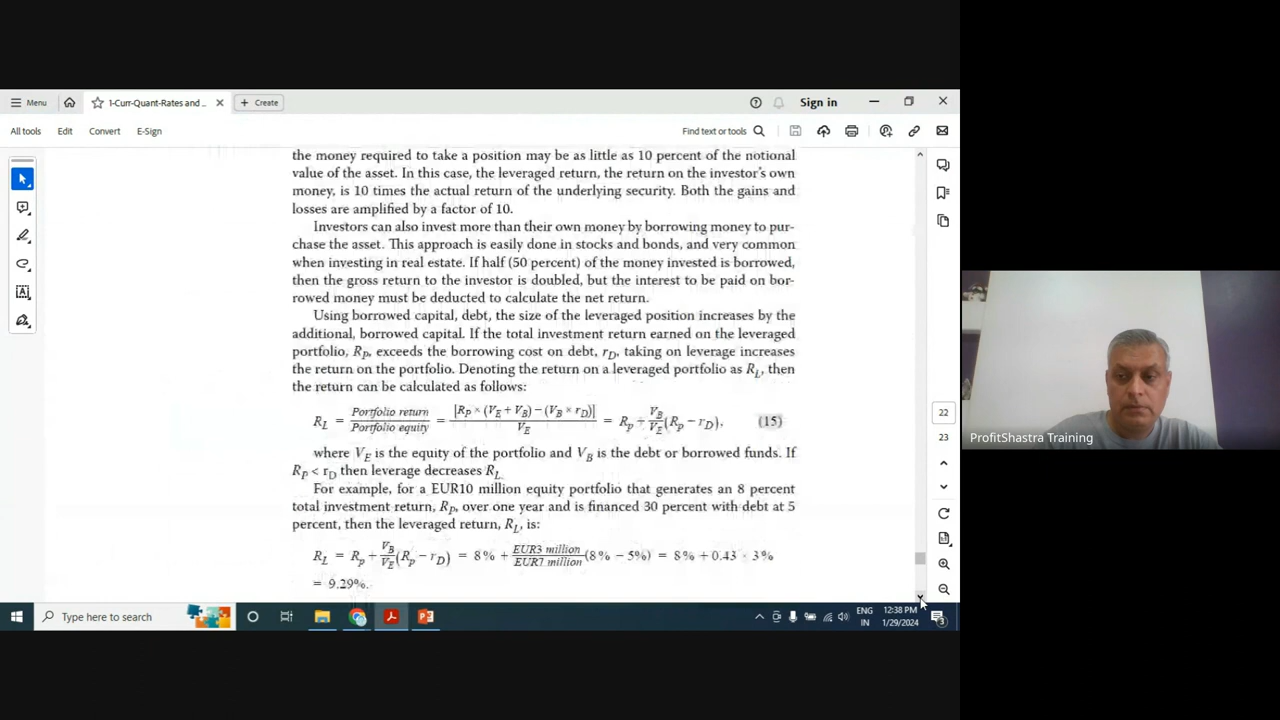 Menu
1-Curr-Quant-Rates and ...
Create
Sign in
All tools
Edit
Convert
E-Sign
Find text or tools
the money required to take a position may be as little as 10 percent of the notional
value of the asset. In this case, the leveraged return, the return on the investor's own
money, is 10 times the actual return of the underlying security. Both the gains and
losses are amplified by a factor of 10.
Investors can also invest more than their own money by borrowing money to pur-
chase the asset. This approach is easily done in stocks and bonds, and very common
when investing in real estate. If half (50 percent) of the money invested is borrowed,
then the gross return to the investor is doubled, but the interest to be paid on bor-
rowed money must be deducted to calculate the net return.
Using borrowed capital, debt, the size of the leveraged position increases by the
additional, borrowed capital. If the total investment return earned on the leveraged
portfolio, R_P, exceeds the borrowing cost on debt, r_D, taking on leverage increases
the return on the portfolio. Denoting the return on a leveraged portfolio as R_L, then
the return can be calculated as follows:
R_L = Portfolio return / Portfolio equity = [R_P × (V_E + V_B) − (V_B × r_D)] / V_E = R_p + V_B/V_E (R_p − r_D), (15)
where V_E is the equity of the portfolio and V_B is the debt or borrowed funds. If
R_P < r_D then leverage decreases R_L
For example, for a EUR10 million equity portfolio that generates an 8 percent
total investment return, R_P, over one year and is financed 30 percent with debt at 5
percent, then the leveraged return, R_L, is:
R_L = R_p + V_B/V_E (R_p − r_D) = 8% + EUR3 million/EUR7 million (8% − 5%) = 8% + 0.43 × 3%
= 9.29%.
22
23
ProfitShastra Training
Type here to search
ENG
IN
12:38 PM
1/29/2024
3